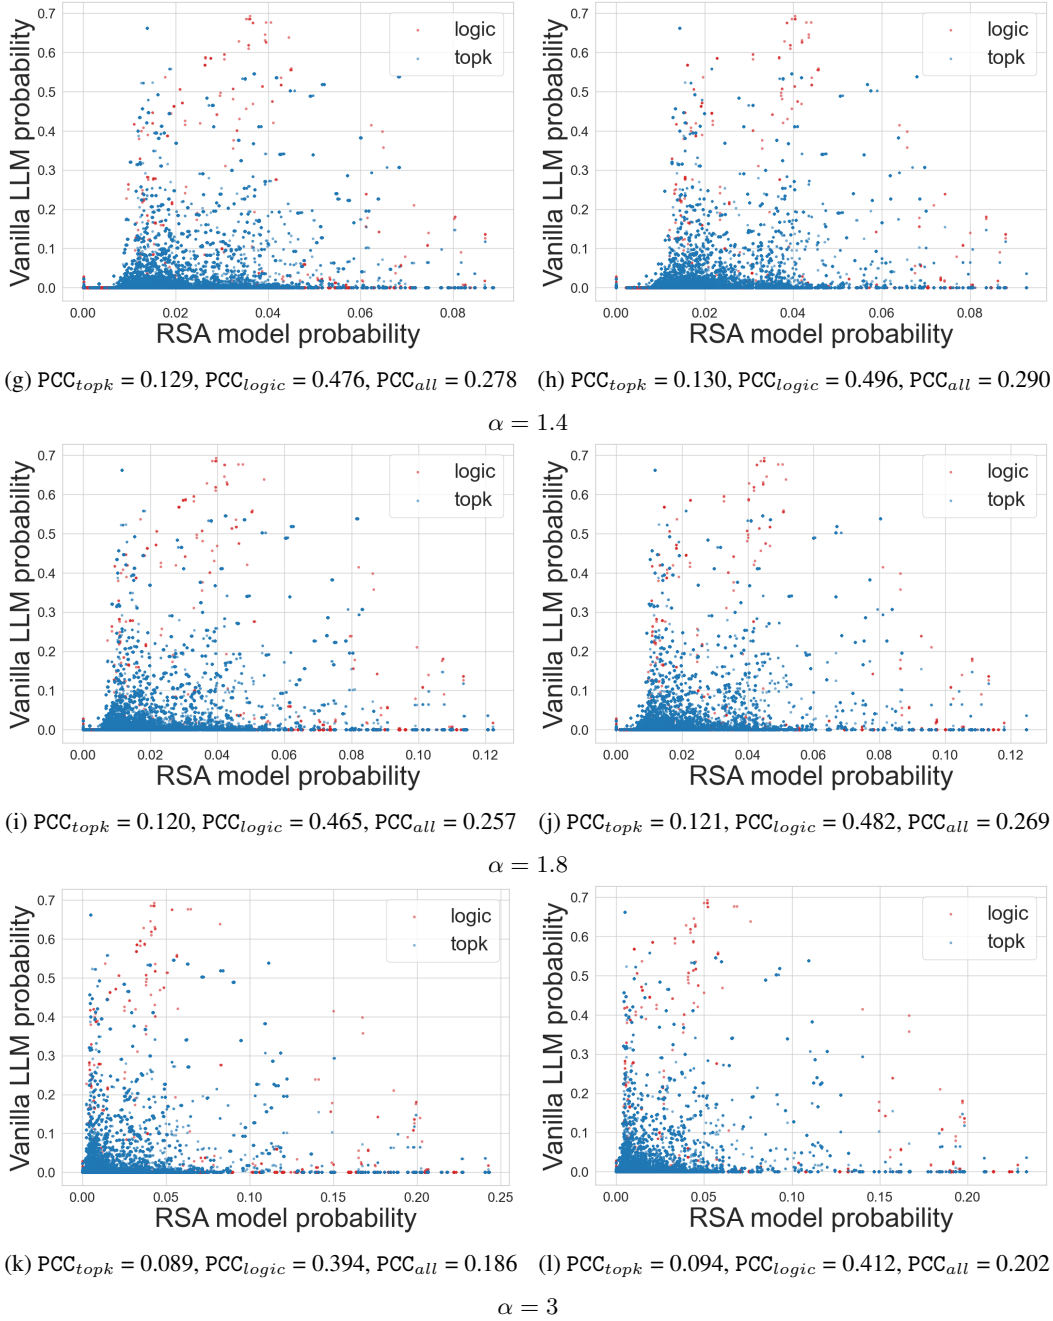 0.7
0.6
0.5
0.4
0.3
0.2
0.1
0.0
Vanilla LLM probability
logic
topk
0.00 0.02 0.04 0.06 0.08
RSA model probability
0.7
0.6
0.5
0.4
0.3
0.2
0.1
0.0
Vanilla LLM probability
logic
topk
0.00 0.02 0.04 0.06 0.08
RSA model probability
(g) PCC_topk = 0.129, PCC_logic = 0.476, PCC_all = 0.278
(h) PCC_topk = 0.130, PCC_logic = 0.496, PCC_all = 0.290
α = 1.4
0.7
0.6
0.5
0.4
0.3
0.2
0.1
0.0
Vanilla LLM probability
logic
topk
0.00 0.02 0.04 0.06 0.08 0.10 0.12
RSA model probability
0.7
0.6
0.5
0.4
0.3
0.2
0.1
0.0
Vanilla LLM probability
logic
topk
0.00 0.02 0.04 0.06 0.08 0.10 0.12
RSA model probability
(i) PCC_topk = 0.120, PCC_logic = 0.465, PCC_all = 0.257
(j) PCC_topk = 0.121, PCC_logic = 0.482, PCC_all = 0.269
α = 1.8
0.7
0.6
0.5
0.4
0.3
0.2
0.1
0.0
Vanilla LLM probability
logic
topk
0.00 0.05 0.10 0.15 0.20 0.25
RSA model probability
0.7
0.6
0.5
0.4
0.3
0.2
0.1
0.0
Vanilla LLM probability
logic
topk
0.00 0.05 0.10 0.15 0.20
RSA model probability
(k) PCC_topk = 0.089, PCC_logic = 0.394, PCC_all = 0.186
(l) PCC_topk = 0.094, PCC_logic = 0.412, PCC_all = 0.202
α = 3